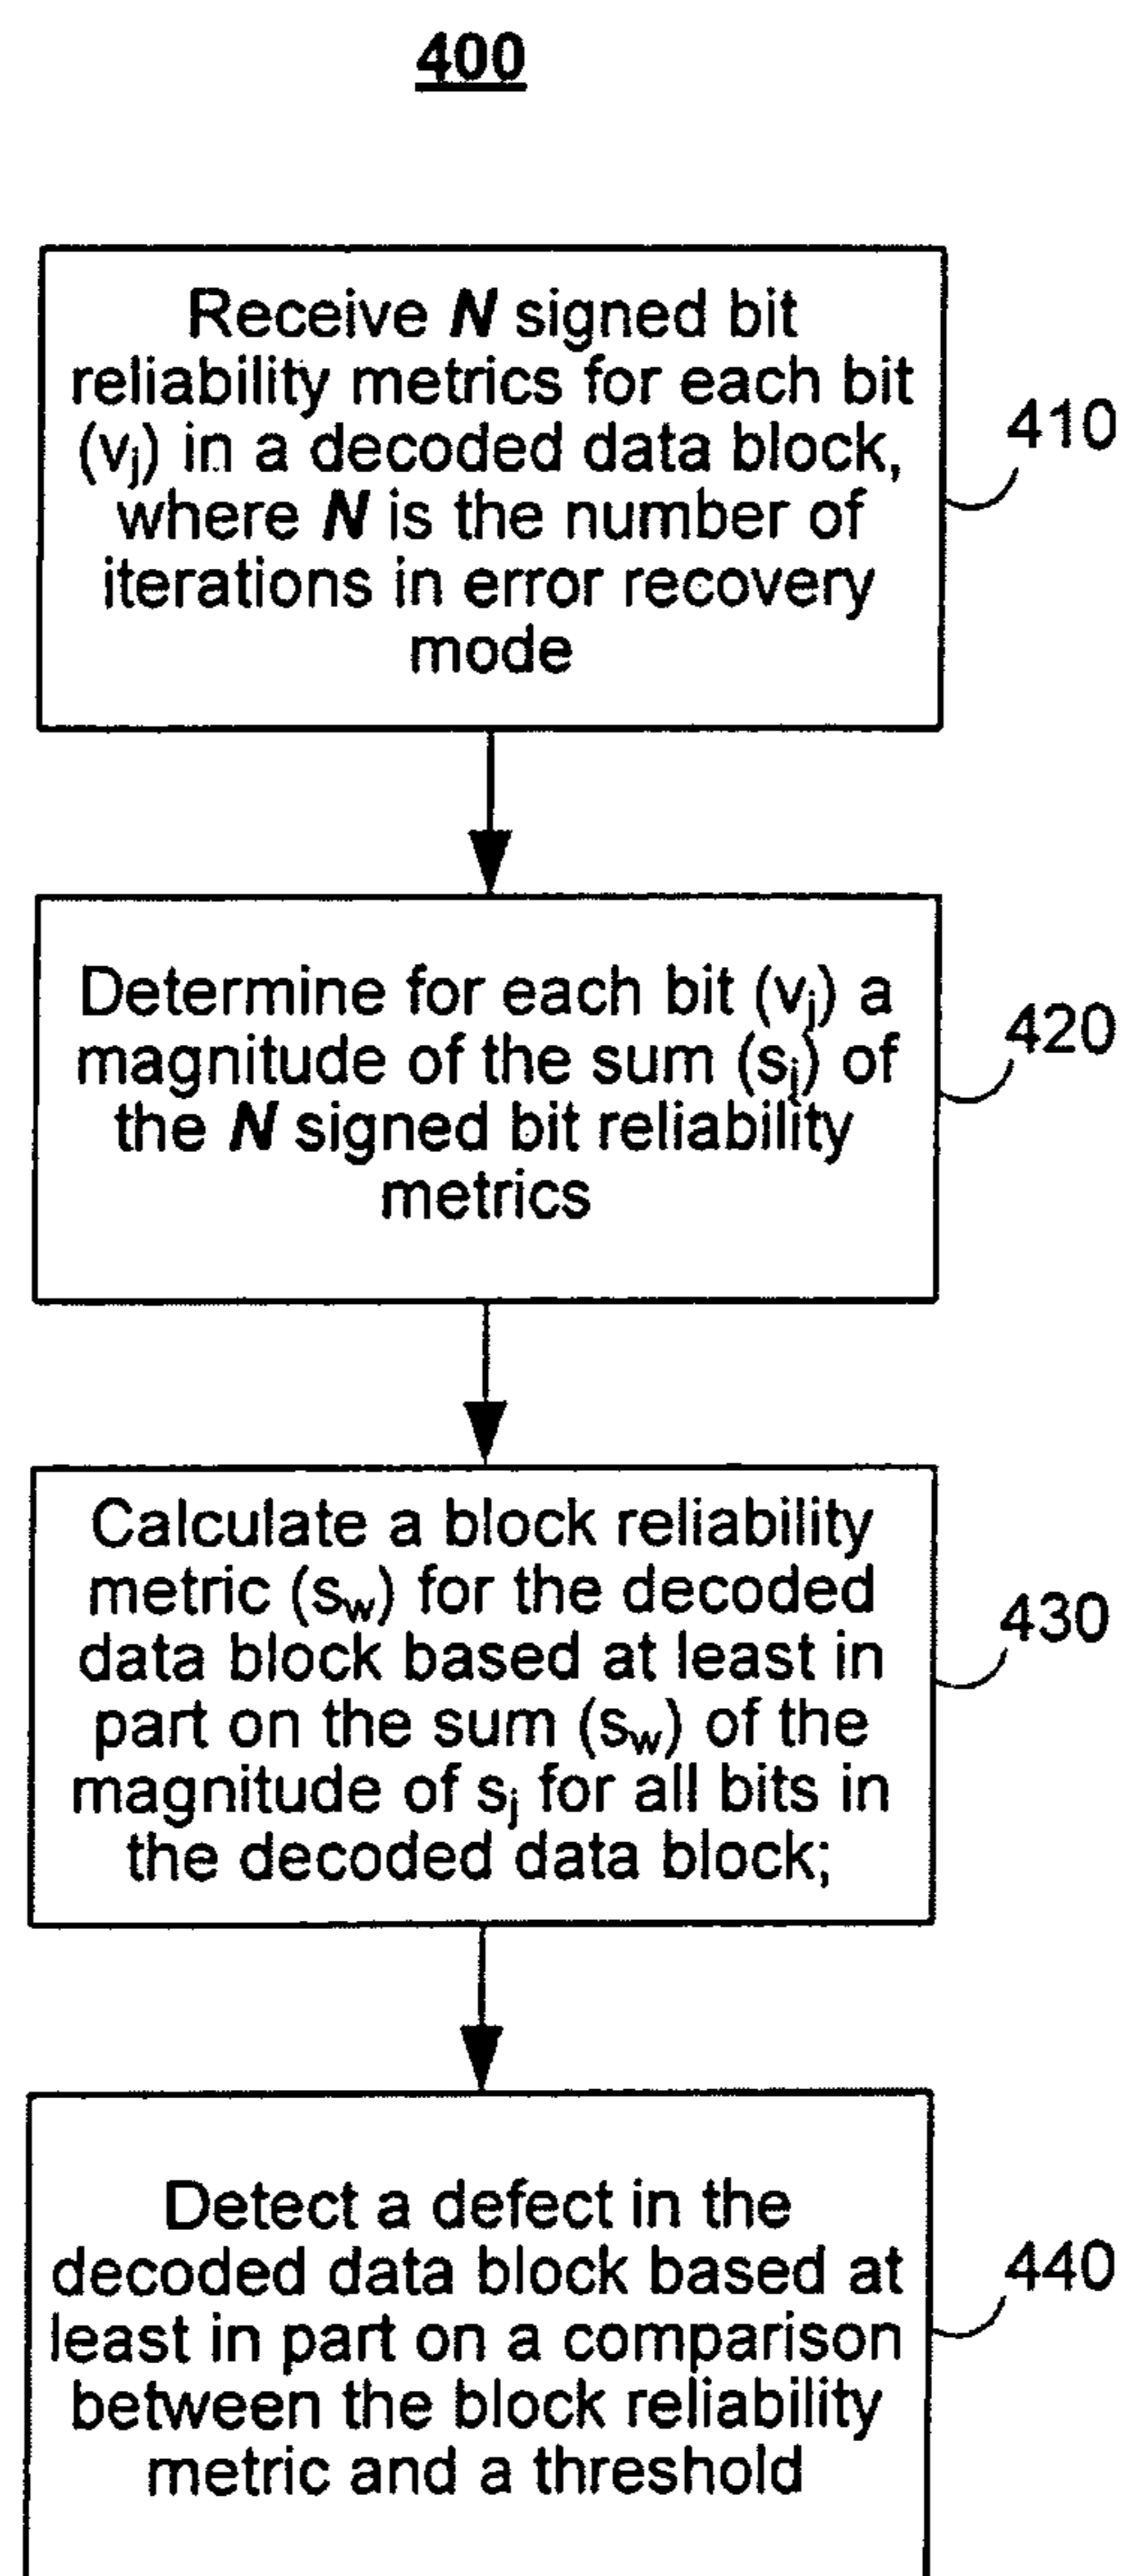 400
Receive N signed bit
reliability metrics for each bit
(vj) in a decoded data block,
where N is the number of
iterations in error recovery
mode
410
Determine for each bit (vj) a
magnitude of the sum (sj) of
the N signed bit reliability
metrics
420
Calculate a block reliability
metric (sw) for the decoded
data block based at least in
part on the sum (sw) of the
magnitude of sj for all bits in
the decoded data block;
430
Detect a defect in the
decoded data block based at
least in part on a comparison
between the block reliability
metric and a threshold
440